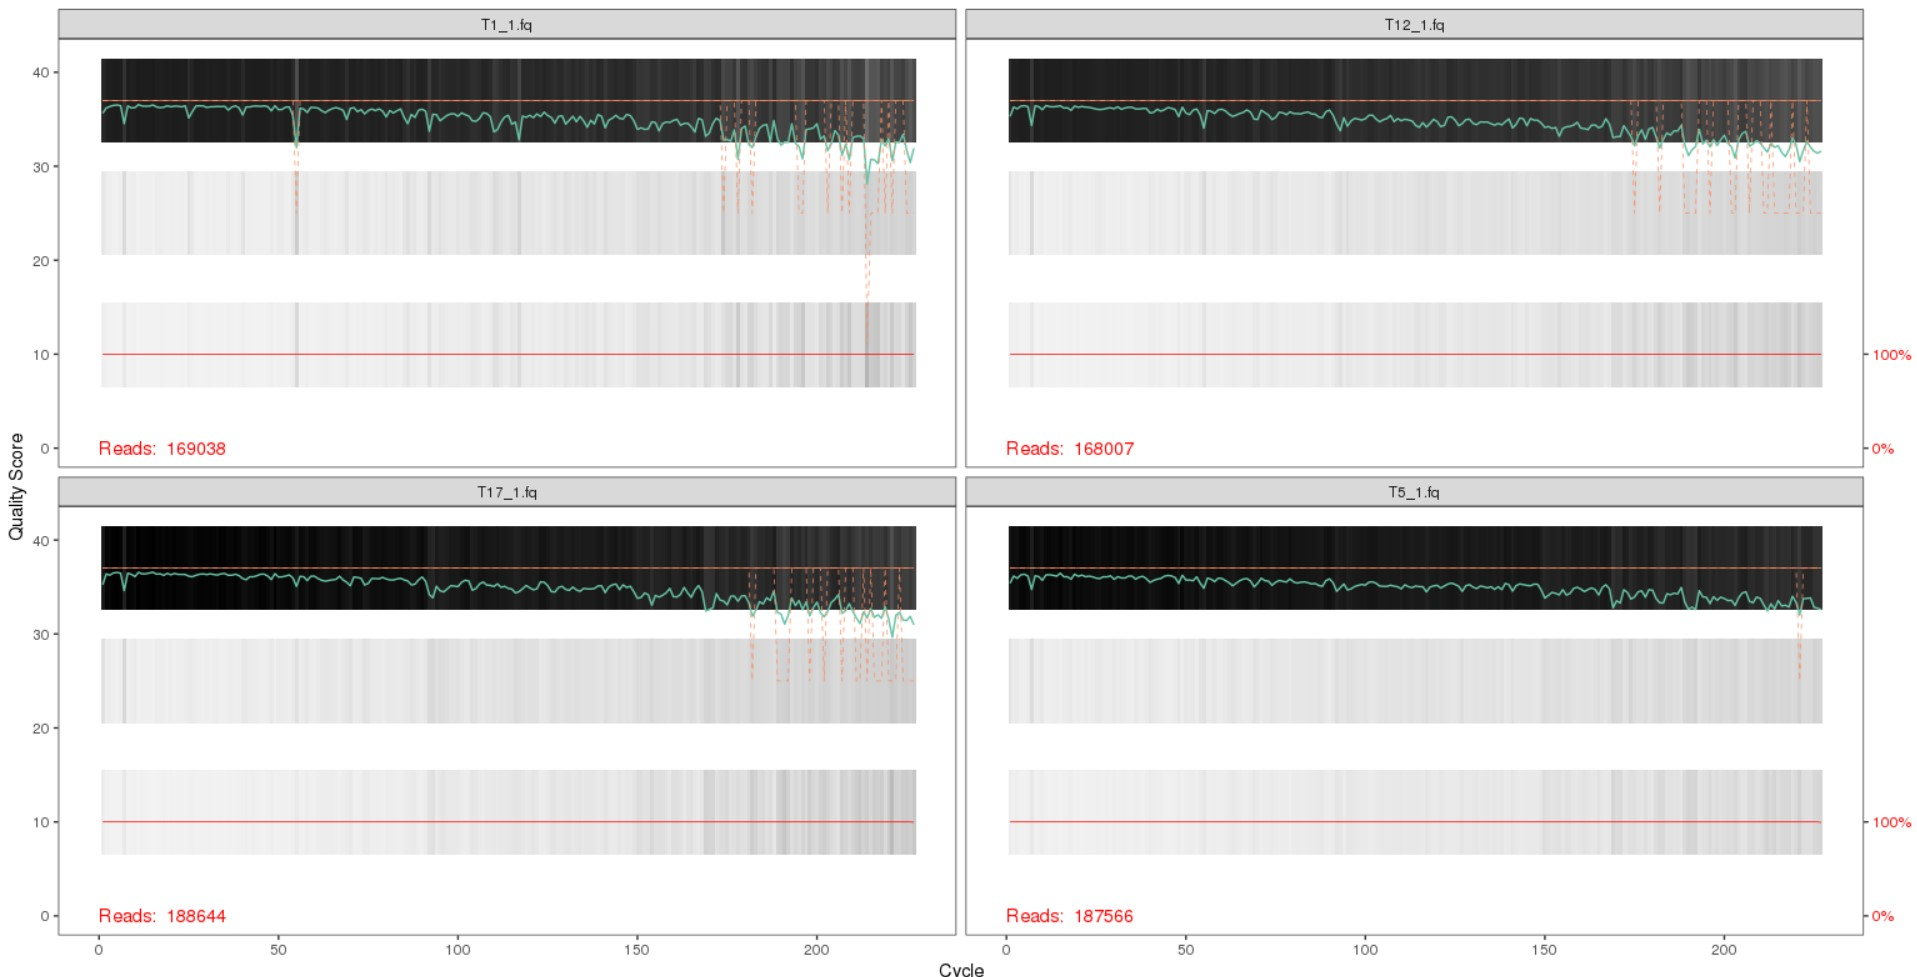 T1_1.fq
T12_1.fq
40
30
20
10
0
Reads: 169038
Reads: 168007
100%
0%
Quality Score
T17_1.fq
T5_1.fq
40
30
20
10
0
Reads: 188644
Reads: 187566
100%
0%
0 50 100 150 200
0 50 100 150 200
Cycle